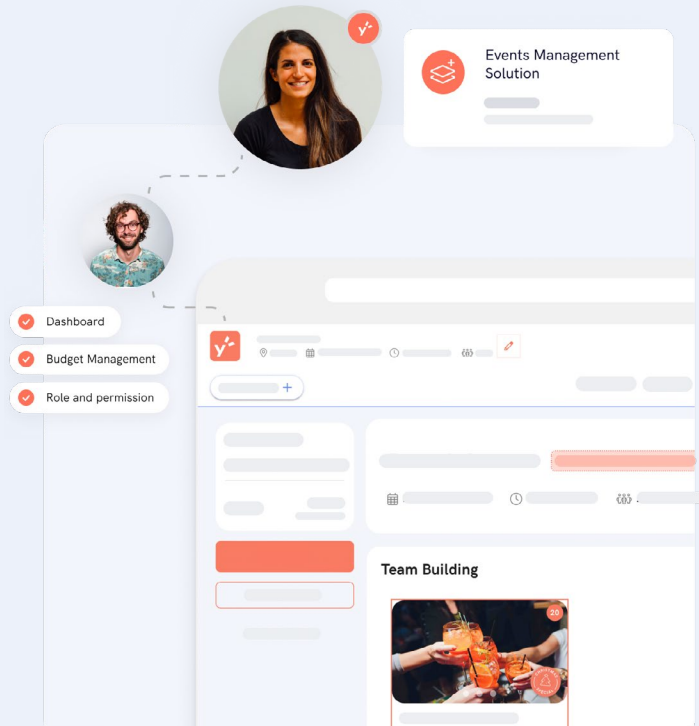 Events Management
Solution
Dashboard
Budget Management
Role and permission
Team Building
20